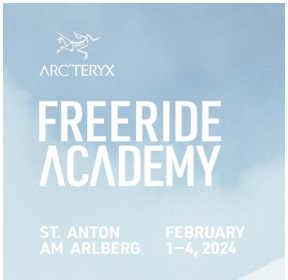 ARC'TERYX
FREERIDE
ACADEMY
ST. ANTON
AM ARLBERG
FEBRUARY
1–4, 2024